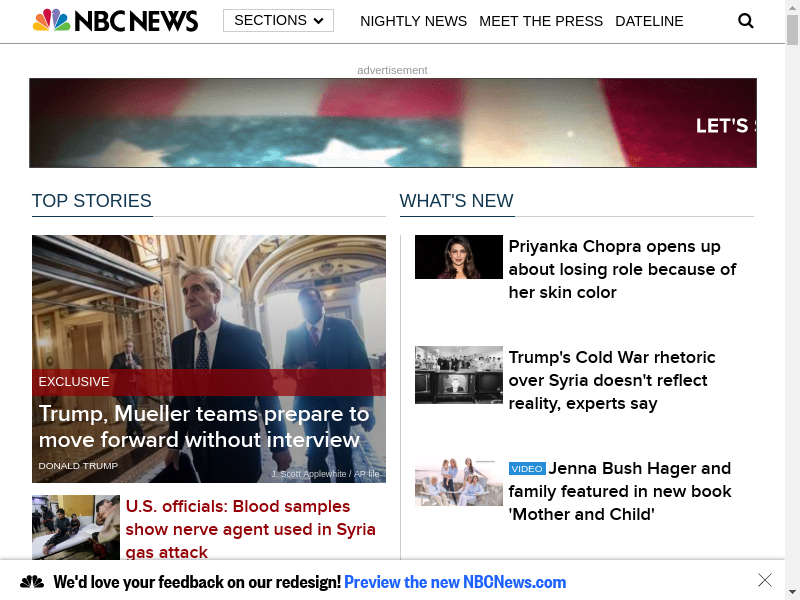 NBC NEWS
SECTIONS
NIGHTLY NEWS
MEET THE PRESS
DATELINE
advertisement
LET'S
TOP STORIES
WHAT'S NEW
EXCLUSIVE
Trump, Mueller teams prepare to
move forward without interview
DONALD TRUMP
J. Scott Applewhite / AP file
U.S. officials: Blood samples
show nerve agent used in Syria
gas attack
Priyanka Chopra opens up
about losing role because of
her skin color
Trump's Cold War rhetoric
over Syria doesn't reflect
reality, experts say
VIDEO Jenna Bush Hager and
family featured in new book
'Mother and Child'
We'd love your feedback on our redesign! Preview the new NBCNews.com